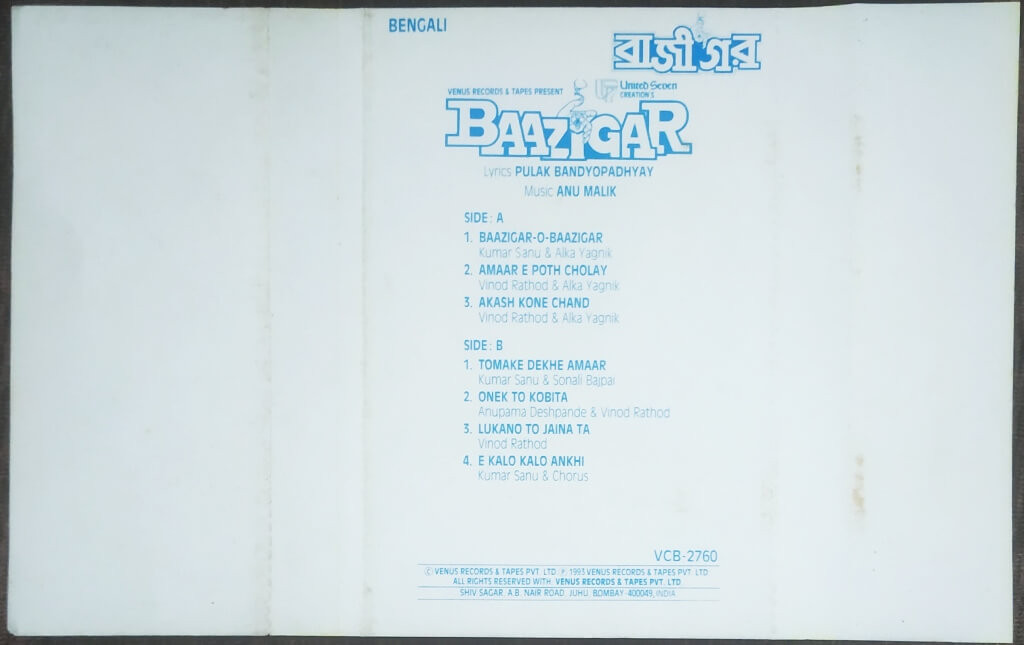 BENGALI
বাজীগর
VENUS RECORDS & TAPES PRESENT
United Seven
CREATION'S
BAAZIGAR
Lyrics PULAK BANDYOPADHYAY
Music ANU MALIK
SIDE: A
1. BAAZIGAR-O-BAAZIGAR
Kumar Sanu & Alka Yagnik
2. AMAAR E POTH CHOLAY
Vinod Rathod & Alka Yagnik
3. AKASH KONE CHAND
Vinod Rathod & Alka Yagnik
SIDE: B
1. TOMAKE DEKHE AMAAR
Kumar Sanu & Sonali Bajpai
2. ONEK TO KOBITA
Anupama Deshpande & Vinod Rathod
3. LUKANO TO JAINA TA
Vinod Rathod
4. E KALO KALO ANKHI
Kumar Sanu & Chorus
VCB-2760
Ⓒ VENUS RECORDS & TAPES PVT. LTD. Ⓟ 1993 VENUS RECORDS & TAPES PVT. LTD.
ALL RIGHTS RESERVED WITH: VENUS RECORDS & TAPES PVT. LTD.
SHIV SAGAR, A.B. NAIR ROAD, JUHU, BOMBAY-400049, INDIA